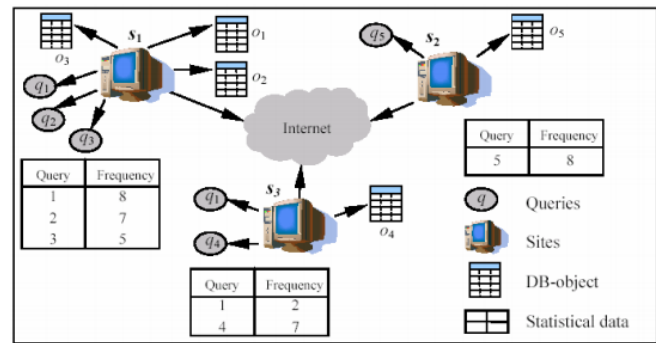 s1
o3
o1
o2
q1
q2
q3
Query Frequency
1 8
2 7
3 5
Internet
q5
s2
o5
Query Frequency
5 8
s3
q1
q4
o4
Query Frequency
1 2
4 7
q Queries
Sites
DB-object
Statistical data